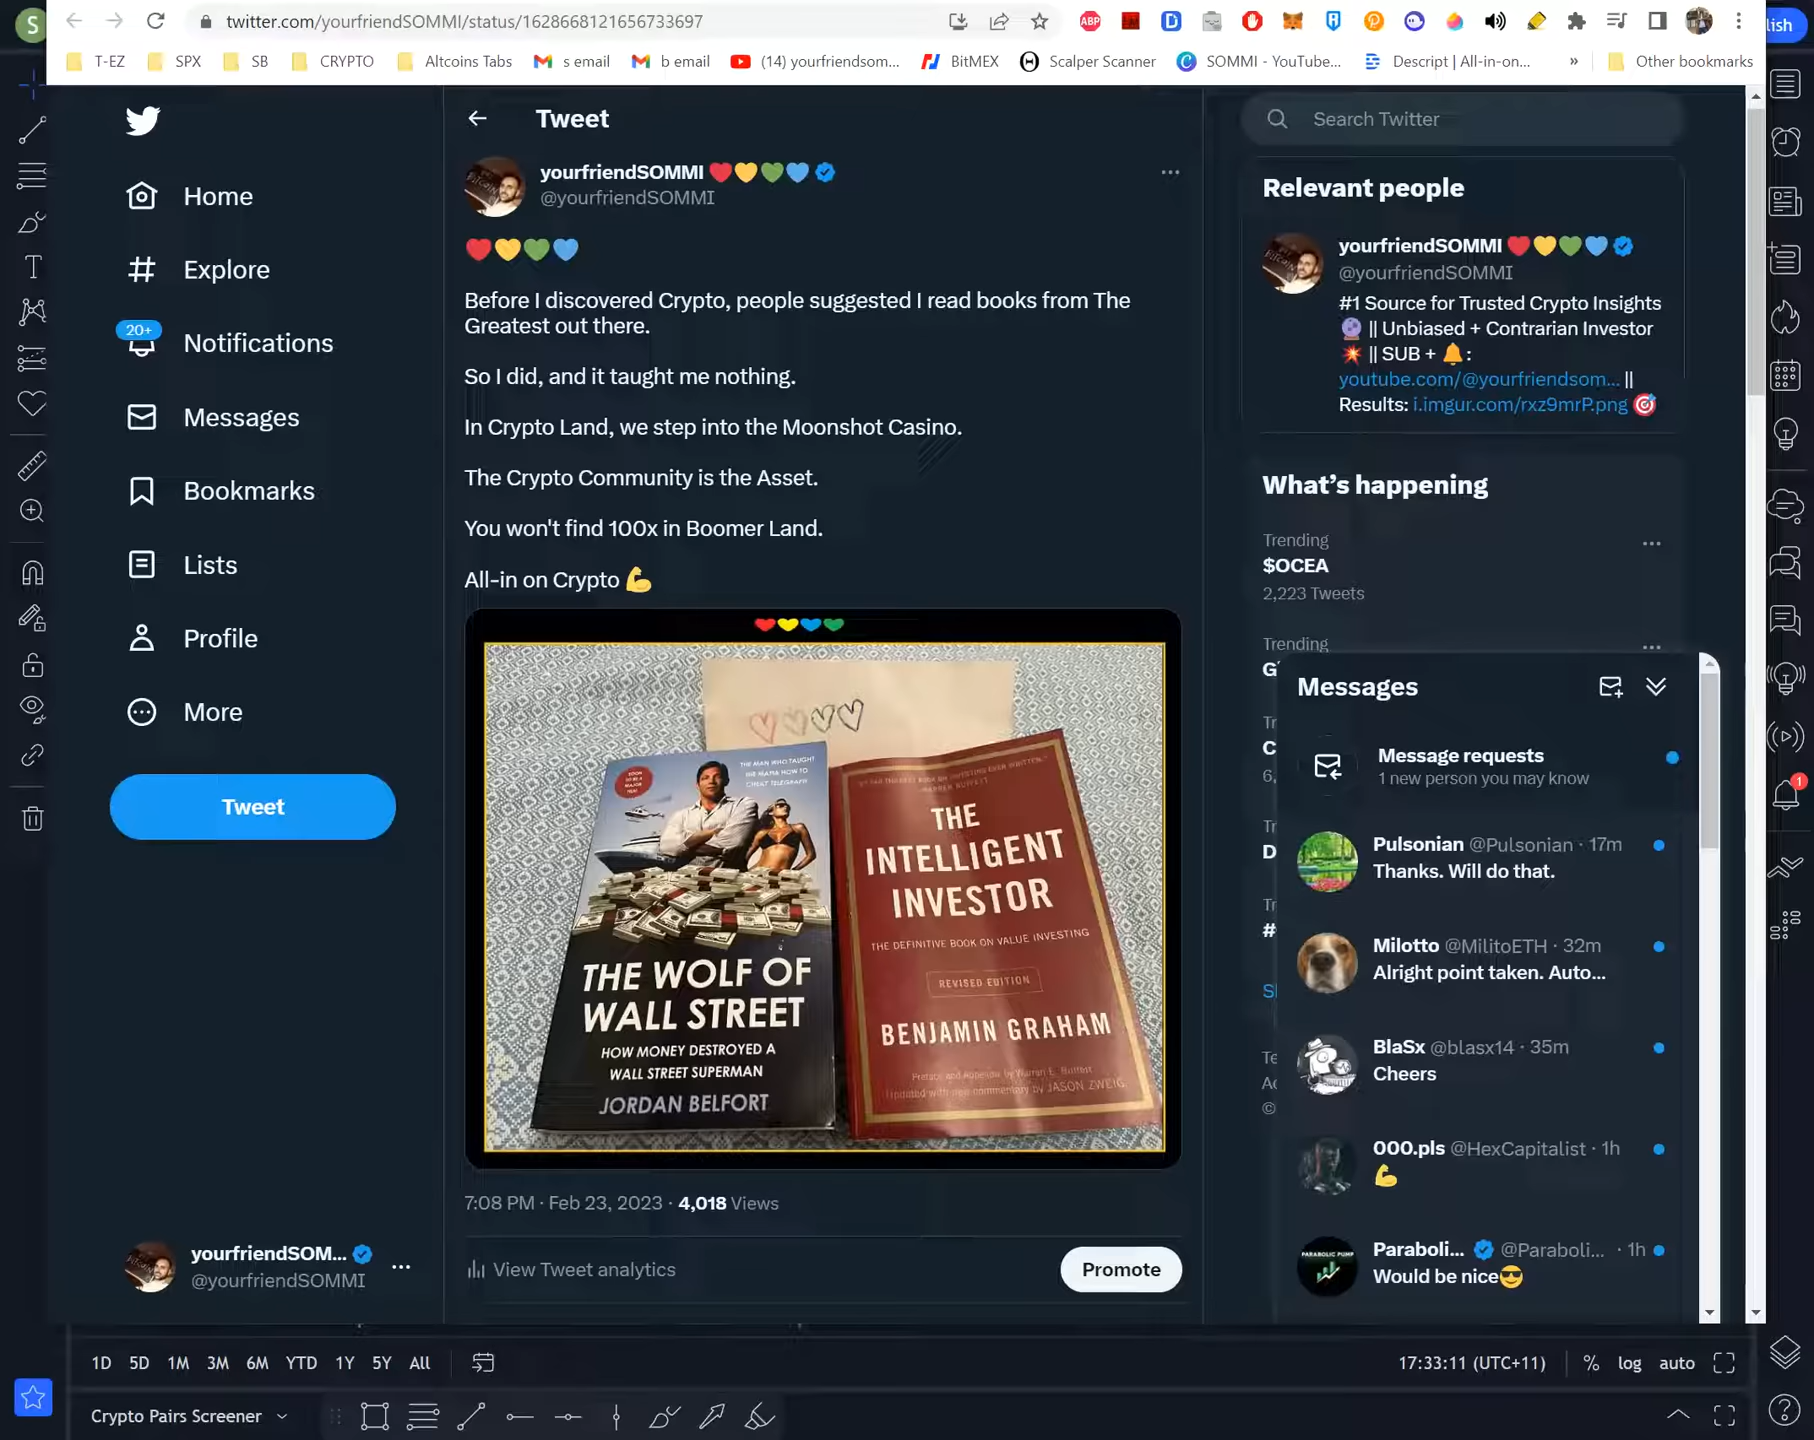 S
twitter.com/yourfriendSOMMI/status/1628668121656733697
ABP
lish
T-EZ
SPX
SB
CRYPTO
Altcoins Tabs
s email
b email
(14) yourfriendsom...
BitMEX
Scalper Scanner
SOMMI - YouTube...
Descript | All-in-on...
»
Other bookmarks
Home
Explore
20+
Notifications
Messages
Bookmarks
Lists
Profile
More
Tweet
yourfriendSOM...
@yourfriendSOMMI
Tweet
yourfriendSOMMI ❤️💛💚💙
@yourfriendSOMMI
❤️💛💚💙
Before I discovered Crypto, people suggested I read books from The
Greatest out there.
So I did, and it taught me nothing.
In Crypto Land, we step into the Moonshot Casino.
The Crypto Community is the Asset.
You won't find 100x in Boomer Land.
All-in on Crypto 💪
THE MAN WHO TAUGHT
THE MAFIA HOW TO
THE WOLF OF
WALL STREET
HOW MONEY DESTROYED A
WALL STREET SUPERMAN
JORDAN BELFORT
THE
INTELLIGENT
INVESTOR
THE DEFINITIVE BOOK ON VALUE INVESTING
REVISED EDITION
BENJAMIN GRAHAM
Preface and Appendix by Warren E. Buffett
Updated with new commentary by JASON ZWEIG
7:08 PM · Feb 23, 2023 · 4,018 Views
View Tweet analytics
Promote
Search Twitter
Relevant people
yourfriendSOMMI ❤️💛💚💙
@yourfriendSOMMI
#1 Source for Trusted Crypto Insights
🔮 || Unbiased + Contrarian Investor
💥 || SUB + 🔔:
youtube.com/@yourfriendsom... ||
Results: i.imgur.com/rxz9mrP.png 🎯
What's happening
Trending
$OCEA
2,223 Tweets
Trending
Messages
Message requests
1 new person you may know
Pulsonian @Pulsonian · 17m
Thanks. Will do that.
Milotto @MilitoETH · 32m
Alright point taken. Auto...
BlaSx @blasx14 · 35m
Cheers
000.pls @HexCapitalist · 1h
💪
PARABOLIC PUMP
Paraboli... @Paraboli... · 1h
Would be nice😎
1
1D 5D 1M 3M 6M YTD 1Y 5Y All
17:33:11 (UTC+11) % log auto
Crypto Pairs Screener